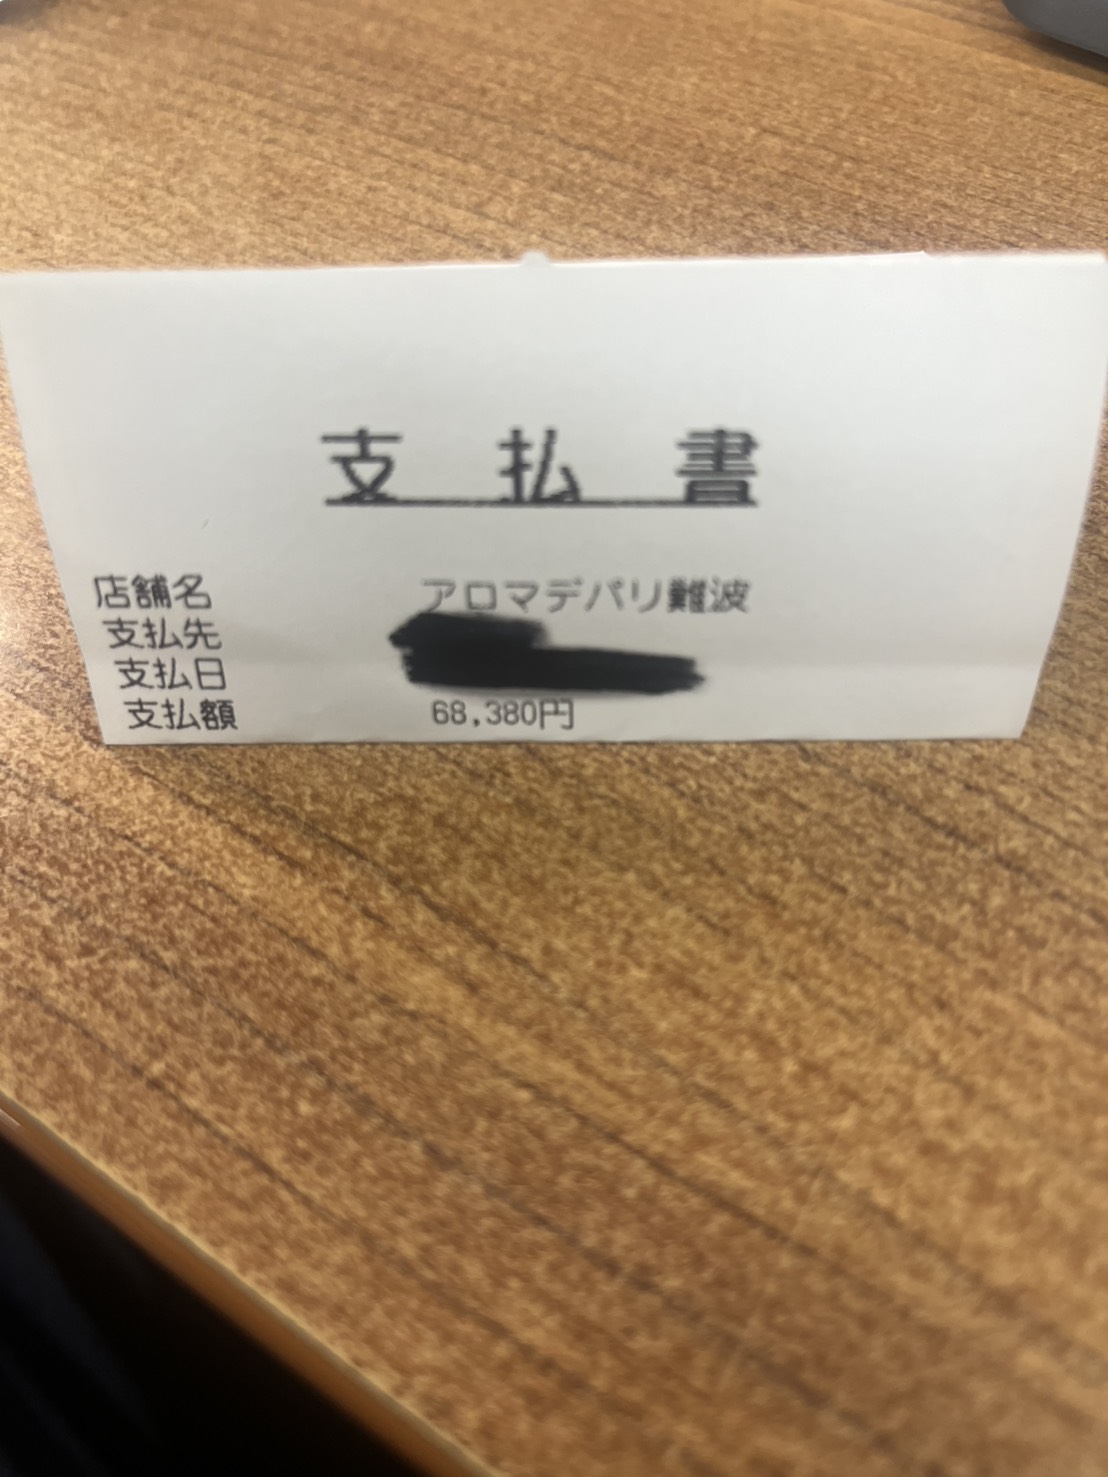 支払書
店舗名 アロマデパリ難波
支払先
支払日
支払額 68,380円